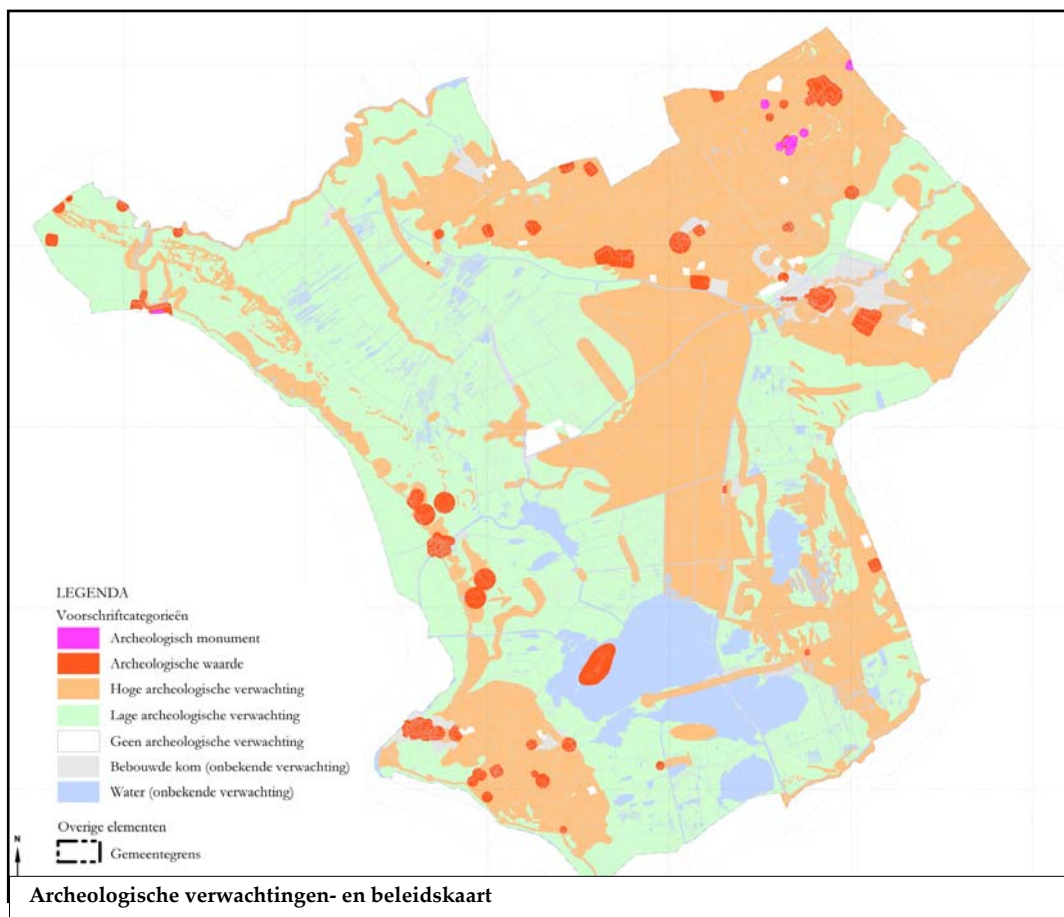 LEGENDA
Voorschriftcategorieën
Archeologisch monument
Archeologische waarde
Hoge archeologische verwachting
Lage archeologische verwachting
Geen archeologische verwachting
Bebouwde kom (onbekende verwachting)
Water (onbekende verwachting)
Overige elementen
N
Gemeentegrens
Archeologische verwachtingen- en beleidskaart